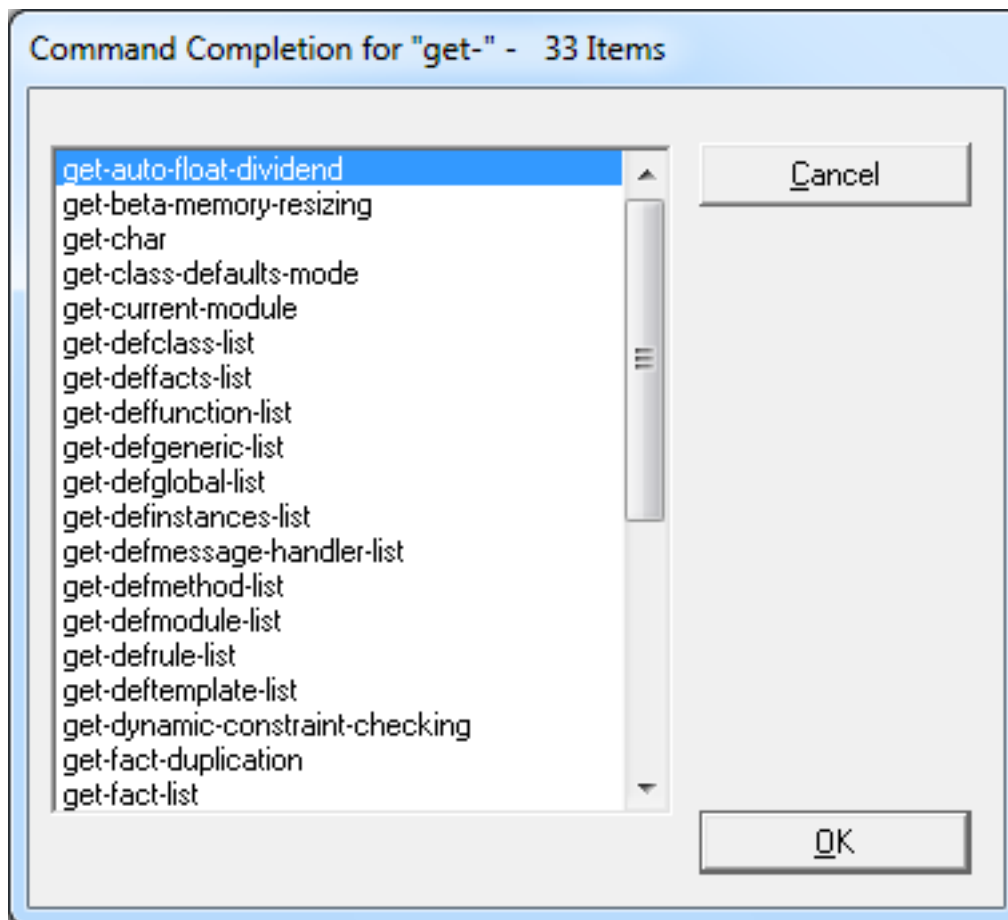 Command Completion for "get-" - 33 Items
get-auto-float-dividend
get-beta-memory-resizing
get-char
get-class-defaults-mode
get-current-module
get-defclass-list
get-deffacts-list
get-deffunction-list
get-defgeneric-list
get-defglobal-list
get-definstances-list
get-defmessage-handler-list
get-defmethod-list
get-defmodule-list
get-defrule-list
get-deftemplate-list
get-dynamic-constraint-checking
get-fact-duplication
get-fact-list
Cancel
OK